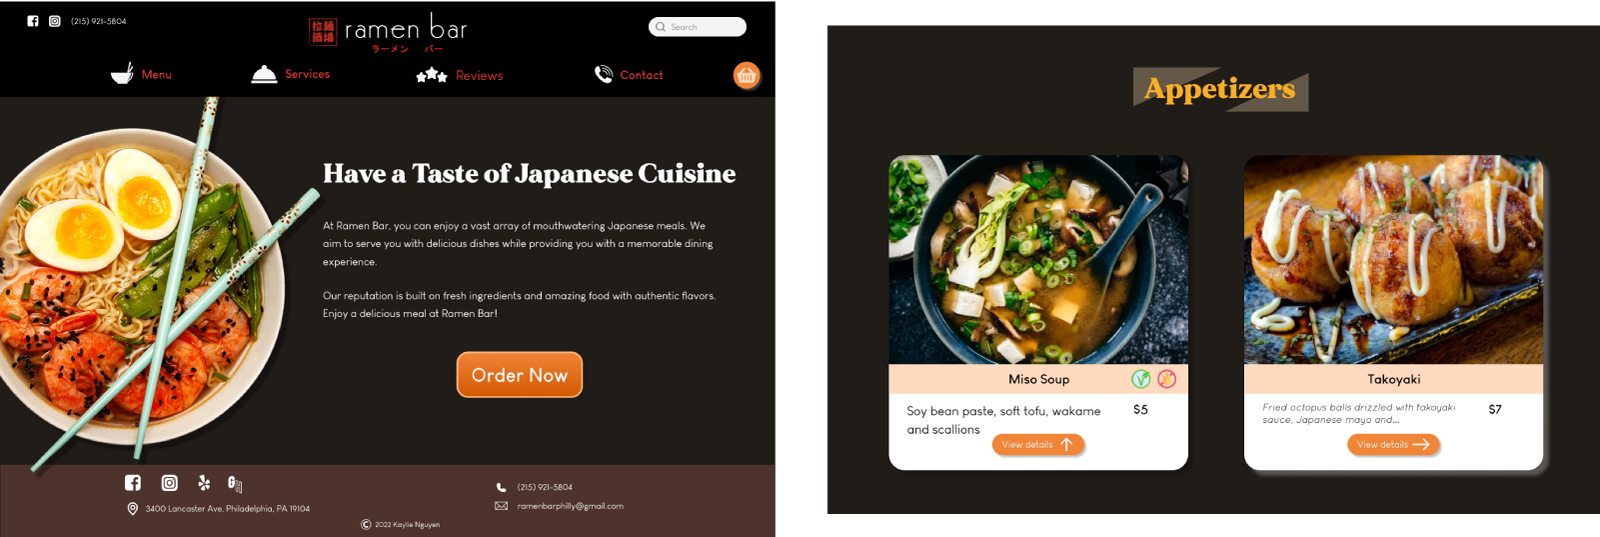 (215) 921-5804
拉麺
酒場
ramen bar
ラーメン バー
Search
Menu
Services
Reviews
Contact
Have a Taste of Japanese Cuisine
At Ramen Bar, you can enjoy a vast array of mouthwatering Japanese meals. We
aim to serve you with delicious dishes while providing you with a memorable dining
experience.
Our reputation is built on fresh ingredients and amazing food with authentic flavors.
Enjoy a delicious meal at Ramen Bar!
Order Now
(215) 921-5804
3400 Lancaster Ave. Philadelphia, PA 19104
ramenbarphilly@gmail.com
© 2022 Kaylie Nguyen
Appetizers
Miso Soup
Soy bean paste, soft tofu, wakame
and scallions
$5
View details
Takoyaki
Fried octopus balls drizzled with takoyaki
sauce, Japanese mayo and...
$7
View details